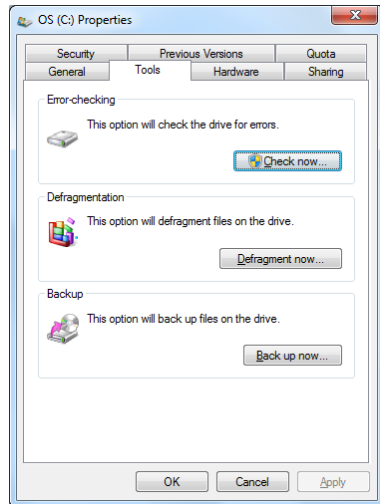 OS (C:) Properties
Security Previous Versions Quota
General Tools Hardware Sharing
Error-checking
This option will check the drive for errors.
Check now...
Defragmentation
This option will defragment files on the drive.
Defragment now...
Backup
This option will back up files on the drive.
Back up now...
OK Cancel Apply